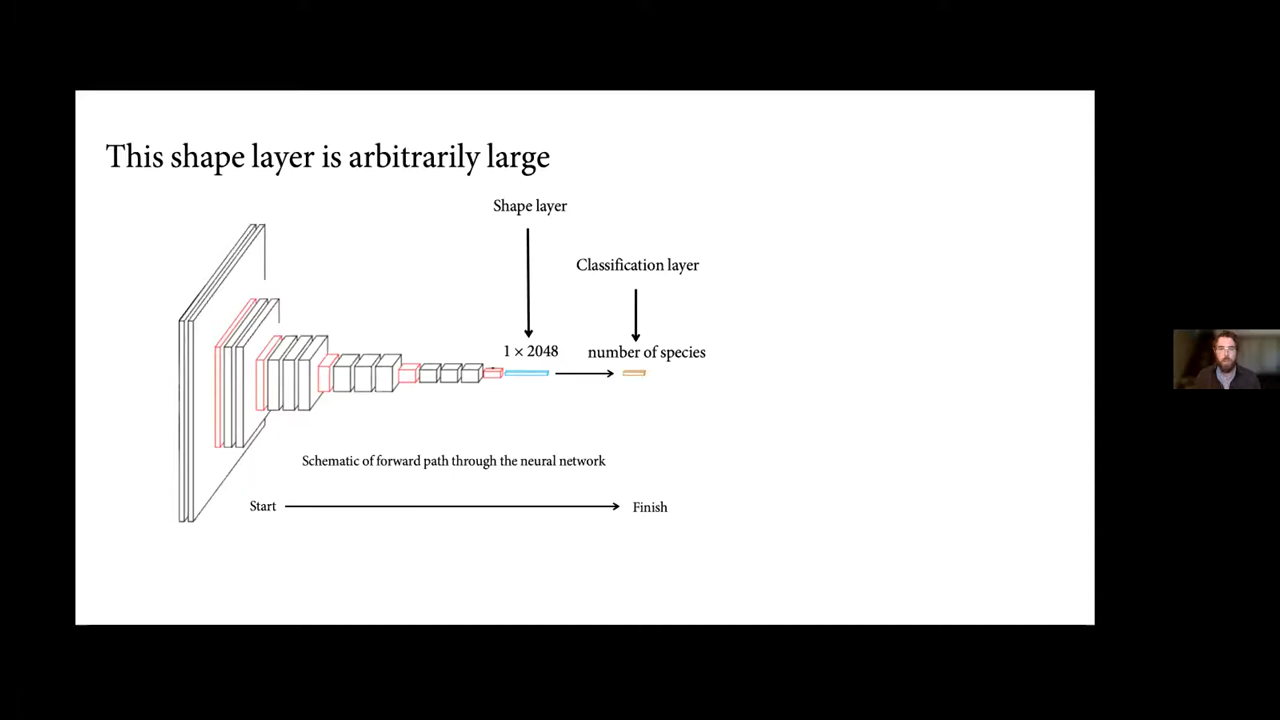 This shape layer is arbitrarily large
Shape layer
Classification layer
1 × 2048
number of species
Schematic of forward path through the neural network
Start
Finish